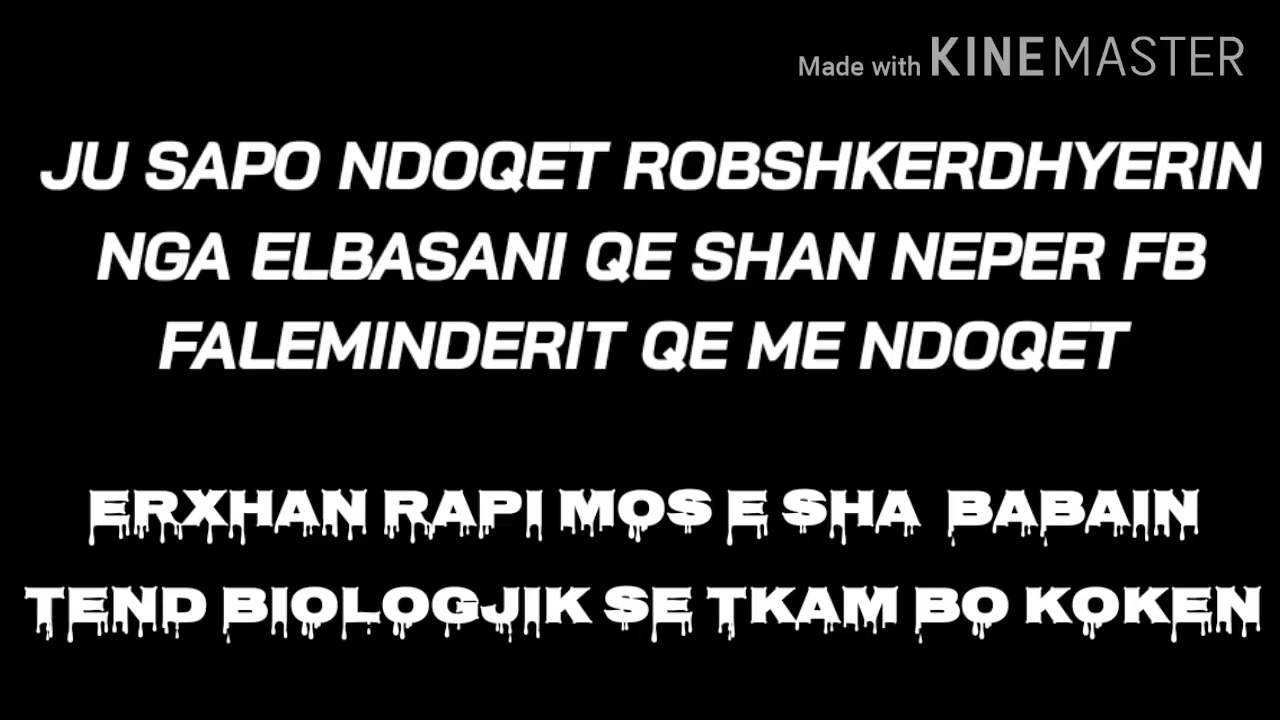 Made with KINEMASTER
JU SAPO NDOQET ROBSHKERDHYERIN
NGA ELBASANI QE SHAN NEPER FB
FALEMINDERIT QE ME NDOQET
ERXHAN RAPI MOS E SHA BABAIN
TEND BIOLOGJIK SE TKAM BO KOKEN